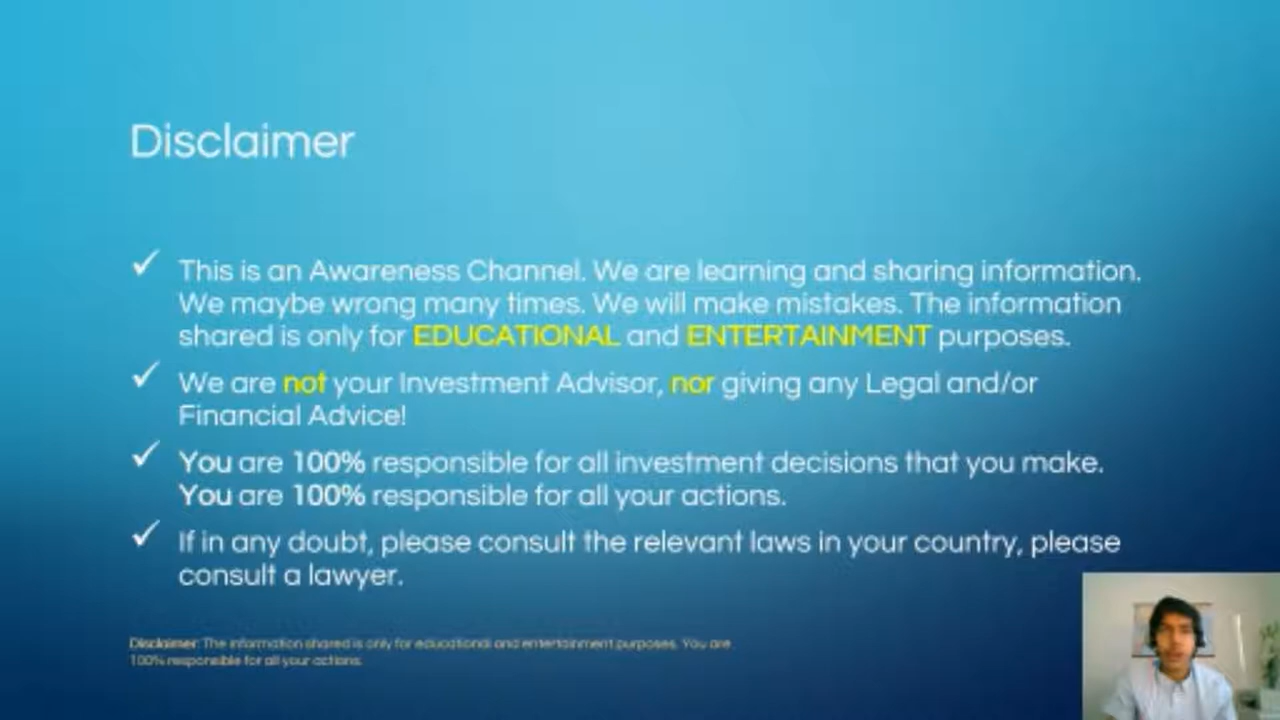 Disclaimer
This is an Awareness Channel. We are learning and sharing information.
We maybe wrong many times. We will make mistakes. The information
shared is only for EDUCATIONAL and ENTERTAINMENT purposes.
We are not your Investment Advisor, nor giving any Legal and/or
Financial Advice!
You are 100% responsible for all investment decisions that you make.
You are 100% responsible for all your actions.
If in any doubt, please consult the relevant laws in your country, please
consult a lawyer.
Disclaimer: The information shared is only for educational and entertainment purposes. You are
100% responsible for all your actions.